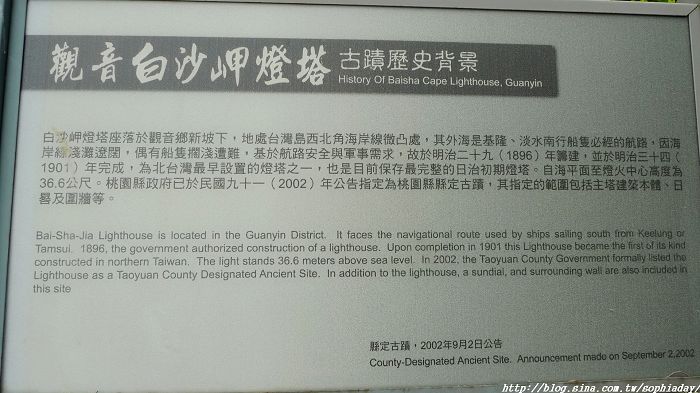 觀音白沙岬燈塔 古蹟歷史背景
History Of Baisha Cape Lighthouse, Guanyin
白沙岬燈塔座落於觀音鄉新坡下，地處台灣島西北角海岸線微凸處，其外海是基隆、淡水南行船隻必經的航路，因海
岸線淺灘遼闊，偶有船隻擱淺遭難，基於航路安全與軍事需求，故於明治二十九（1896）年籌建，並於明治三十四（
1901）年完成，為北台灣最早設置的燈塔之一，也是目前保存最完整的日治初期燈塔。自海平面至燈火中心高度為
36.6公尺。桃園縣政府已於民國九十一（2002）年公告指定為桃園縣縣定古蹟，其指定的範圍包括主塔建築本體、日
晷及圍牆等。
Bai-Sha-Jia Lighthouse is located in the Guanyin District. It faces the navigational route used by ships sailing south from Keelung or
Tamsui. 1896, the government authorized construction of a lighthouse. Upon completion in 1901 this Lighthouse became the first of its kind
constructed in northern Taiwan. The light stands 36.6 meters above sea level. In 2002, the Taoyuan County Government formally listed the
Lighthouse as a Taoyuan County Designated Ancient Site. In addition to the lighthouse, a sundial, and surrounding wall are also included in
this site
縣定古蹟，2002年9月2日公告
County-Designated Ancient Site. Announcement made on September 2,2002
http://blog.sina.com.tw/sophiaday/